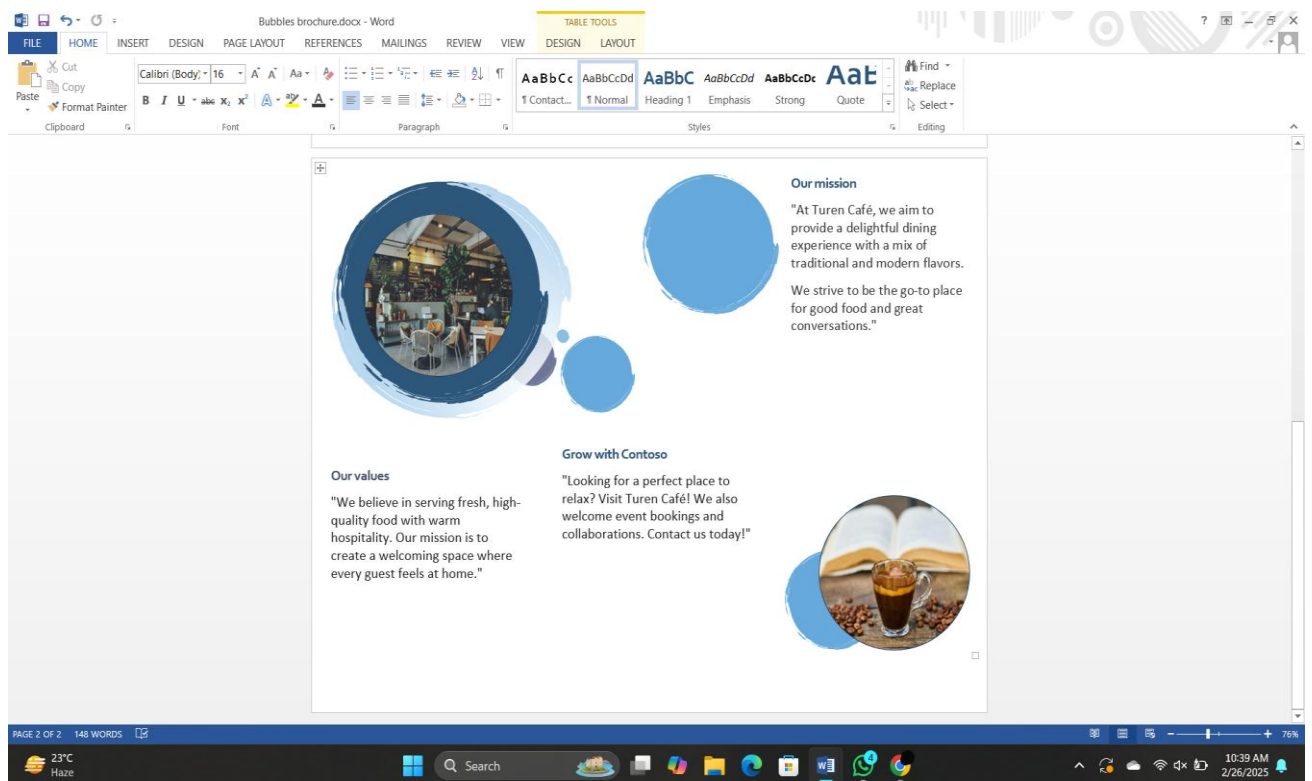 Bubbles brochure.docx - Word
TABLE TOOLS
?
FILE HOME INSERT DESIGN PAGE LAYOUT REFERENCES MAILINGS REVIEW VIEW DESIGN LAYOUT
Paste
Cut
Copy
Format Painter
Clipboard
Calibri (Body) 16 A A Aa
B I U abc X₂ X² A ab A
Font
Paragraph
AaBbCc AaBbCcDd AaBbC AaBbCcDd AaBbCcDc AaB
¶ Contact... ¶ Normal Heading 1 Emphasis Strong Quote
Styles
Find
Replace
Select
Editing
Our mission
"At Turen Café, we aim to
provide a delightful dining
experience with a mix of
traditional and modern flavors.
We strive to be the go-to place
for good food and great
conversations."
Our values
"We believe in serving fresh, high-
quality food with warm
hospitality. Our mission is to
create a welcoming space where
every guest feels at home."
Grow with Contoso
"Looking for a perfect place to
relax? Visit Turen Café! We also
welcome event bookings and
collaborations. Contact us today!"
PAGE 2 OF 2 148 WORDS
76%
23°C
Haze
Search
4
10:39 AM
2/26/2025